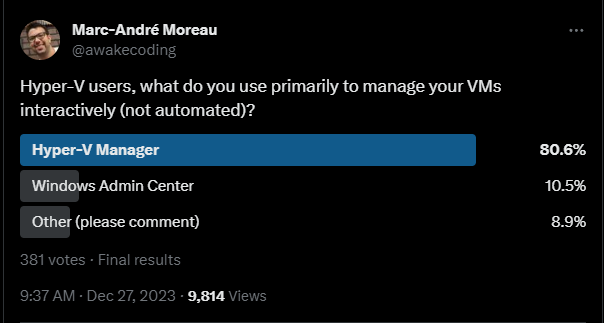 Marc-André Moreau
@awakecoding
Hyper-V users, what do you use primarily to manage your VMs
interactively (not automated)?
Hyper-V Manager 80.6%
Windows Admin Center 10.5%
Other (please comment) 8.9%
381 votes · Final results
9:37 AM · Dec 27, 2023 · 9,814 Views